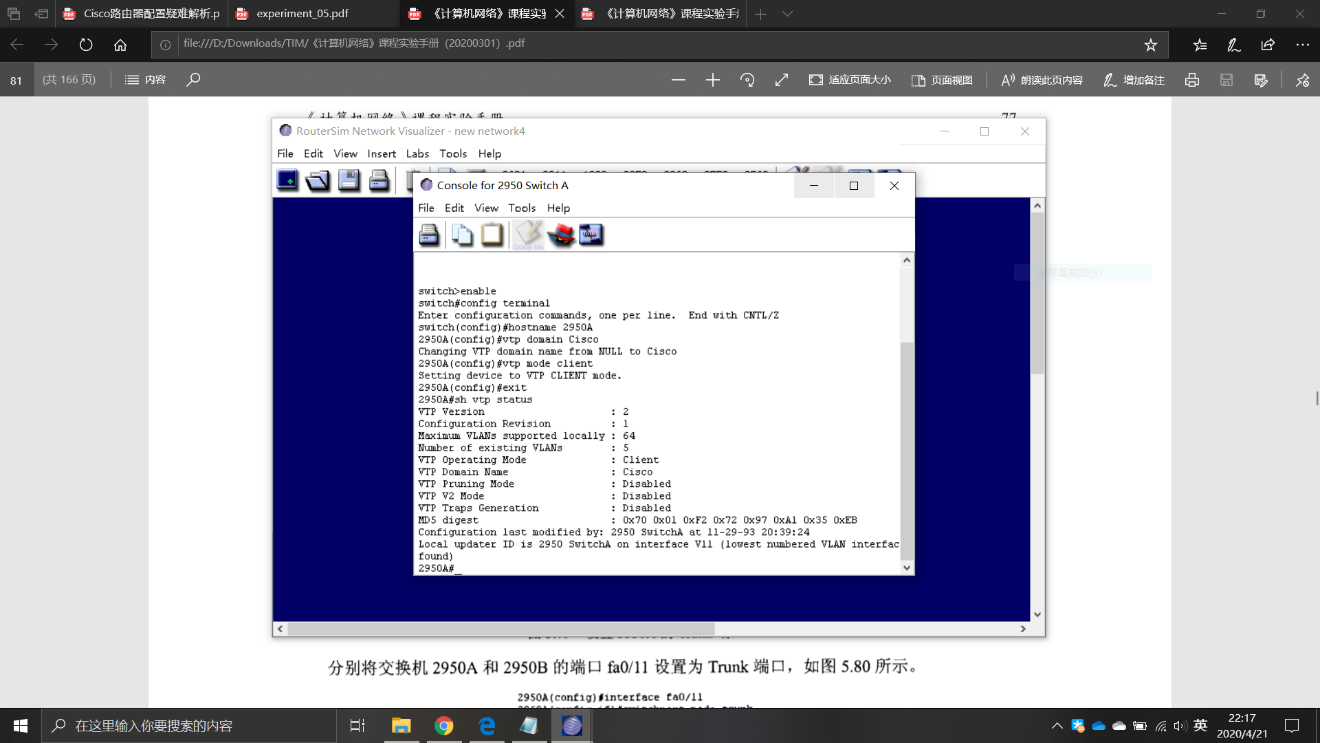 Cisco路由器配置疑难解析.p
experiment_05.pdf
《计算机网络》课程实
《计算机网络》课程实验手
file:///D:/Downloads/TIM/《计算机网络》课程实验手册（20200301）.pdf
81 (共 166 页) 内容 适应页面大小 页面视图 朗读此页内容 增加备注
《计算机网络》课程实验手册 77
RouterSim Network Visualizer - new network4
File Edit View Insert Labs Tools Help
Console for 2950 Switch A
File Edit View Tools Help
switch>enable
switch#config terminal
Enter configuration commands, one per line.  End with CNTL/Z
switch(config)#hostname 2950A
2950A(config)#vtp domain Cisco
Changing VTP domain name from NULL to Cisco
2950A(config)#vtp mode client
Setting device to VTP CLIENT mode.
2950A(config)#exit
2950A#sh vtp status
VTP Version : 2
Configuration Revision : 1
Maximum VLANs supported locally : 64
Number of existing VLANs : 5
VTP Operating Mode : Client
VTP Domain Name : Cisco
VTP Pruning Mode : Disabled
VTP V2 Mode : Disabled
VTP Traps Generation : Disabled
MD5 digest : 0x70 0x01 0xF2 0x72 0x97 0xA1 0x35 0xEB
Configuration last modified by: 2950 SwitchA at 11-29-93 20:39:24
Local updater ID is 2950 SwitchA on interface Vl1 (lowest numbered VLAN interfac
found)
2950A#_
分别将交换机 2950A 和 2950B 的端口 fa0/11 设置为 Trunk 端口，如图 5.80 所示。
2950A(config)#interface fa0/11
在这里输入你要搜索的内容
英
22:17
2020/4/21